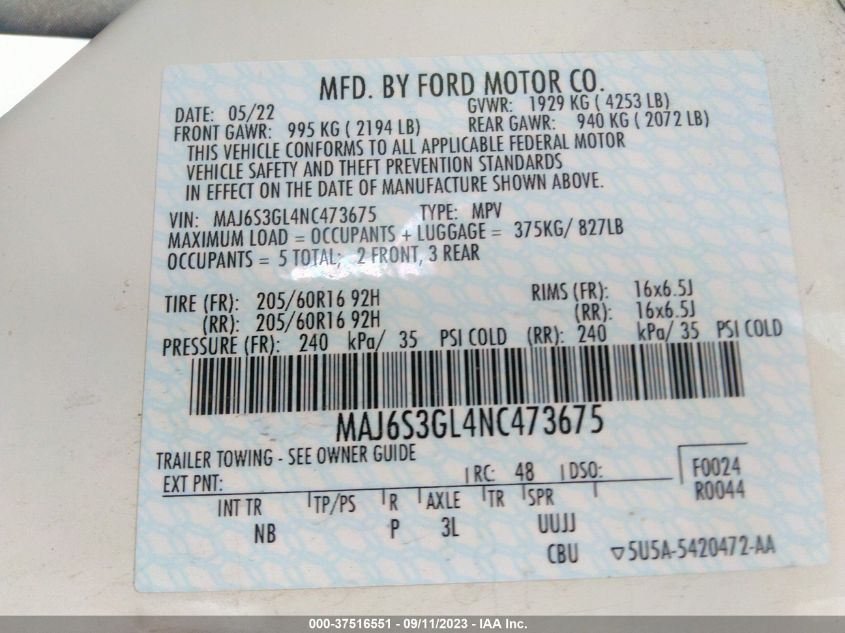 MFD. BY FORD MOTOR CO.
DATE: 05/22 GVWR: 1929 KG ( 4253 LB)
FRONT GAWR: 995 KG ( 2194 LB) REAR GAWR: 940 KG ( 2072 LB)
THIS VEHICLE CONFORMS TO ALL APPLICABLE FEDERAL MOTOR
VEHICLE SAFETY AND THEFT PREVENTION STANDARDS
IN EFFECT ON THE DATE OF MANUFACTURE SHOWN ABOVE.
VIN: MAJ6S3GL4NC473675 TYPE: MPV
MAXIMUM LOAD = OCCUPANTS + LUGGAGE = 375KG/ 827LB
OCCUPANTS = 5 TOTAL; 2 FRONT, 3 REAR
TIRE (FR): 205/60R16 92H RIMS (FR): 16x6.5J
(RR): 205/60R16 92H (RR): 16x6.5J
PRESSURE (FR): 240 kPa/ 35 PSI COLD (RR): 240 kPa/ 35 PSI COLD
MAJ6S3GL4NC473675
TRAILER TOWING - SEE OWNER GUIDE
EXT PNT: RC: 48 DSO: F0024
R0044
INT TR TP/PS R AXLE TR SPR
NB P 3L UUJJ
CBU ▽5U5A-5420472-AA
000-37516551 - 09/11/2023 - IAA Inc.